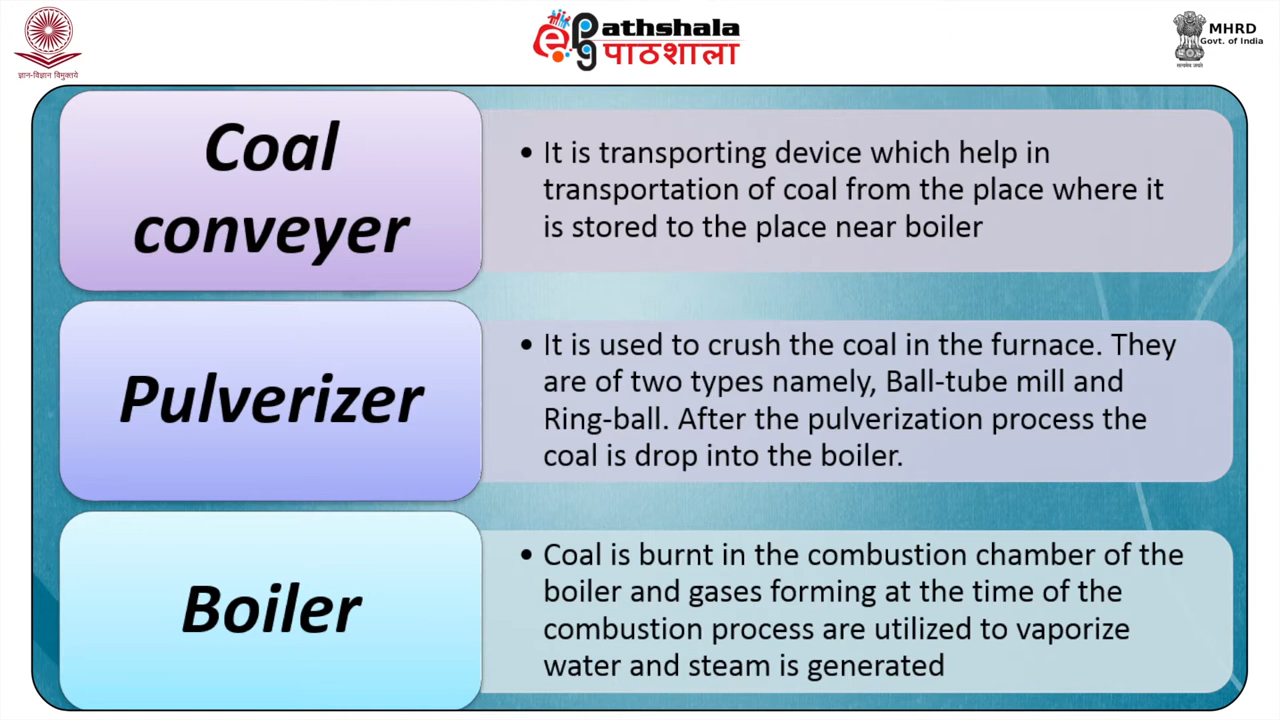 ज्ञान-विज्ञान विमुक्तये
epathshala
पाठशाला
MHRD
Govt. of India
सत्यमेव जयते
Coal
conveyer
• It is transporting device which help in
transportation of coal from the place where it
is stored to the place near boiler
Pulverizer
• It is used to crush the coal in the furnace. They
are of two types namely, Ball-tube mill and
Ring-ball. After the pulverization process the
coal is drop into the boiler.
Boiler
• Coal is burnt in the combustion chamber of the
boiler and gases forming at the time of the
combustion process are utilized to vaporize
water and steam is generated